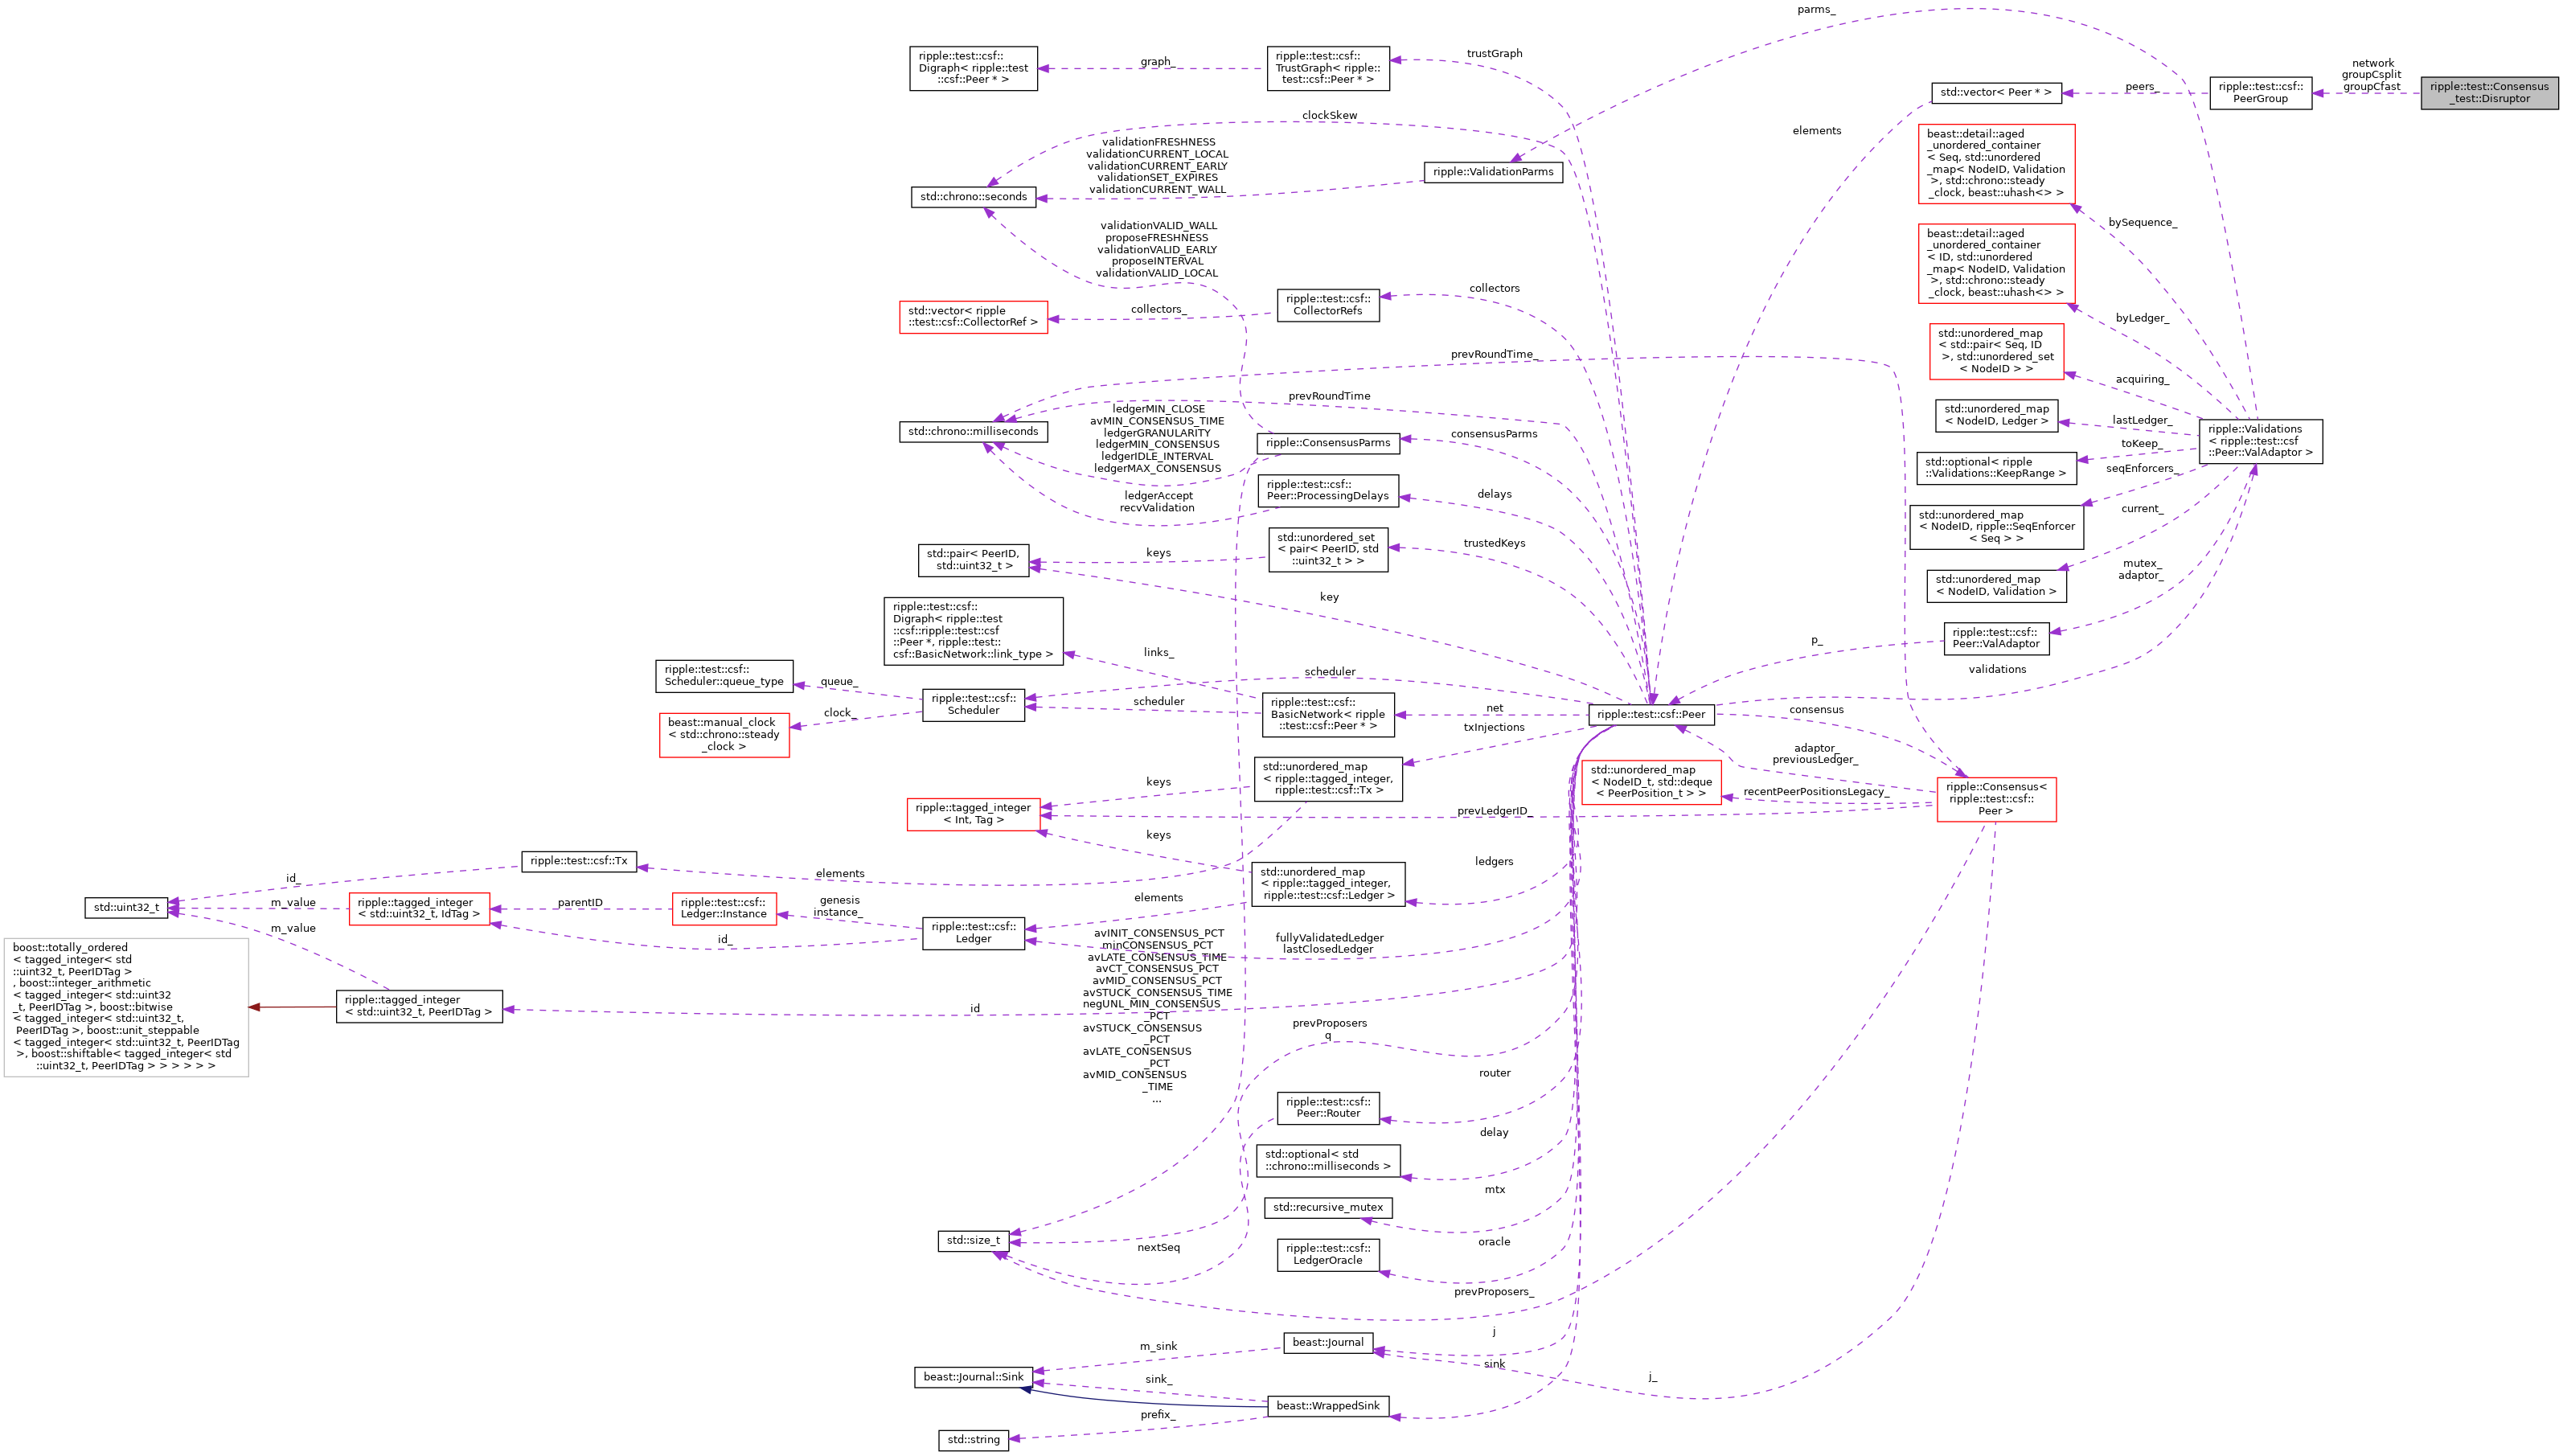 parms_
ripple::test::csf::
Digraph< ripple::test
::csf::Peer * >
graph_
ripple::test::csf::
TrustGraph< ripple::
test::csf::Peer * >
trustGraph
std::vector< Peer * >
peers_
ripple::test::csf::
PeerGroup
network
groupCsplit
groupCfast
ripple::test::Consensus
_test::Disruptor
clockSkew
elements
validationFRESHNESS
validationCURRENT_LOCAL
validationCURRENT_EARLY
validationSET_EXPIRES
validationCURRENT_WALL
std::chrono::seconds
ripple::ValidationParms
beast::detail::aged
_unordered_container
< Seq, std::unordered
_map< NodeID, Validation
>, std::chrono::steady
_clock, beast::uhash<> >
bySequence_
validationVALID_WALL
proposeFRESHNESS
validationVALID_EARLY
proposeINTERVAL
validationVALID_LOCAL
beast::detail::aged
_unordered_container
< ID, std::unordered
_map< NodeID, Validation
>, std::chrono::steady
_clock, beast::uhash<> >
byLedger_
std::vector< ripple
::test::csf::CollectorRef >
collectors_
ripple::test::csf::
CollectorRefs
collectors
std::unordered_map
< std::pair< Seq, ID
>, std::unordered_set
< NodeID > >
acquiring_
prevRoundTime_
prevRoundTime
std::unordered_map
< NodeID, Ledger >
lastLedger_
std::chrono::milliseconds
ledgerMIN_CLOSE
avMIN_CONSENSUS_TIME
ledgerGRANULARITY
ledgerMIN_CONSENSUS
ledgerIDLE_INTERVAL
ledgerMAX_CONSENSUS
ripple::ConsensusParms
consensusParms
ripple::Validations
< ripple::test::csf
::Peer::ValAdaptor >
std::optional< ripple
::Validations::KeepRange >
toKeep_
seqEnforcers_
ledgerAccept
recvValidation
ripple::test::csf::
Peer::ProcessingDelays
delays
std::unordered_map
< NodeID, ripple::SeqEnforcer
< Seq > >
current_
std::pair< PeerID,
std::uint32_t >
keys
std::unordered_set
< pair< PeerID, std
::uint32_t > >
trustedKeys
std::unordered_map
< NodeID, Validation >
mutex_
adaptor_
key
ripple::test::csf::
Digraph< ripple::test
::csf::ripple::test::csf
::Peer *, ripple::test::
csf::BasicNetwork::link_type >
links_
ripple::test::csf::
Peer::ValAdaptor
p_
validations
ripple::test::csf::
Scheduler::queue_type
queue_
ripple::test::csf::
Scheduler
scheduler
scheduler
ripple::test::csf::
BasicNetwork< ripple
::test::csf::Peer * >
net
ripple::test::csf::Peer
consensus
beast::manual_clock
< std::chrono::steady
_clock >
clock_
txInjections
adaptor_
previousLedger_
std::unordered_map
< ripple::tagged_integer,
ripple::test::csf::Tx >
keys
std::unordered_map
< NodeID_t, std::deque
< PeerPosition_t > >
recentPeerPositionsLegacy_
ripple::Consensus<
ripple::test::csf::
Peer >
ripple::tagged_integer
< Int, Tag >
prevLedgerID_
keys
ripple::test::csf::Tx
elements
ledgers
std::unordered_map
< ripple::tagged_integer,
ripple::test::csf::Ledger >
id_
std::uint32_t
m_value
ripple::tagged_integer
< std::uint32_t, IdTag >
parentID
ripple::test::csf::
Ledger::Instance
genesis
instance_
elements
m_value
id_
ripple::test::csf::
Ledger
fullyValidatedLedger
lastClosedLedger
boost::totally_ordered
< tagged_integer< std
::uint32_t, PeerIDTag >
, boost::integer_arithmetic
< tagged_integer< std::uint32
_t, PeerIDTag >, boost::bitwise
< tagged_integer< std::uint32_t,
PeerIDTag >, boost::unit_steppable
< tagged_integer< std::uint32_t, PeerIDTag
>, boost::shiftable< tagged_integer< std
::uint32_t, PeerIDTag > > > > > >
ripple::tagged_integer
< std::uint32_t, PeerIDTag >
id
avINIT_CONSENSUS_PCT
minCONSENSUS_PCT
avLATE_CONSENSUS_TIME
avCT_CONSENSUS_PCT
avMID_CONSENSUS_PCT
avSTUCK_CONSENSUS_TIME
negUNL_MIN_CONSENSUS
_PCT
avSTUCK_CONSENSUS
_PCT
avLATE_CONSENSUS
_PCT
avMID_CONSENSUS
_TIME
...
prevProposers
q
router
ripple::test::csf::
Peer::Router
delay
std::optional< std
::chrono::milliseconds >
mtx
std::recursive_mutex
std::size_t
nextSeq
oracle
ripple::test::csf::
LedgerOracle
prevProposers_
j
beast::Journal
m_sink
sink
j_
beast::Journal::Sink
sink_
beast::WrappedSink
prefix_
std::string